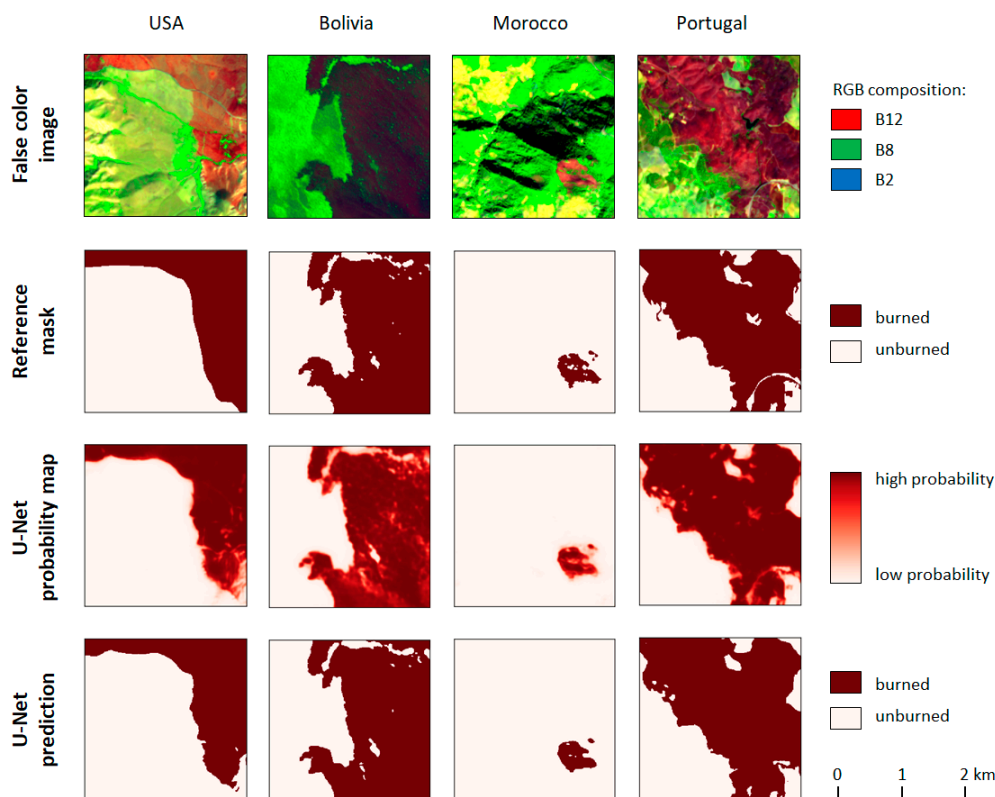 USA
Bolivia
Morocco
Portugal
False color
image
RGB composition:
B12
B8
B2
Reference
mask
burned
unburned
U-Net
probability map
high probability
low probability
U-Net
prediction
burned
unburned
0
1
2 km